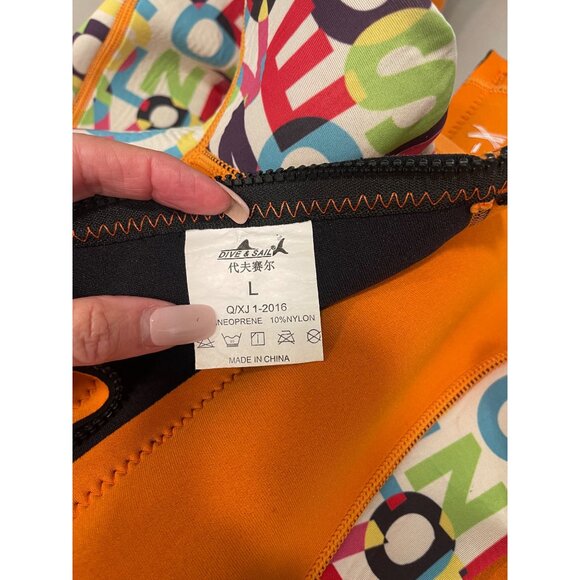 DIVE & SAIL®
代夫赛尔
L
Q/XJ 1-2016
NEOPRENE 10%NYLON
MADE IN CHINA